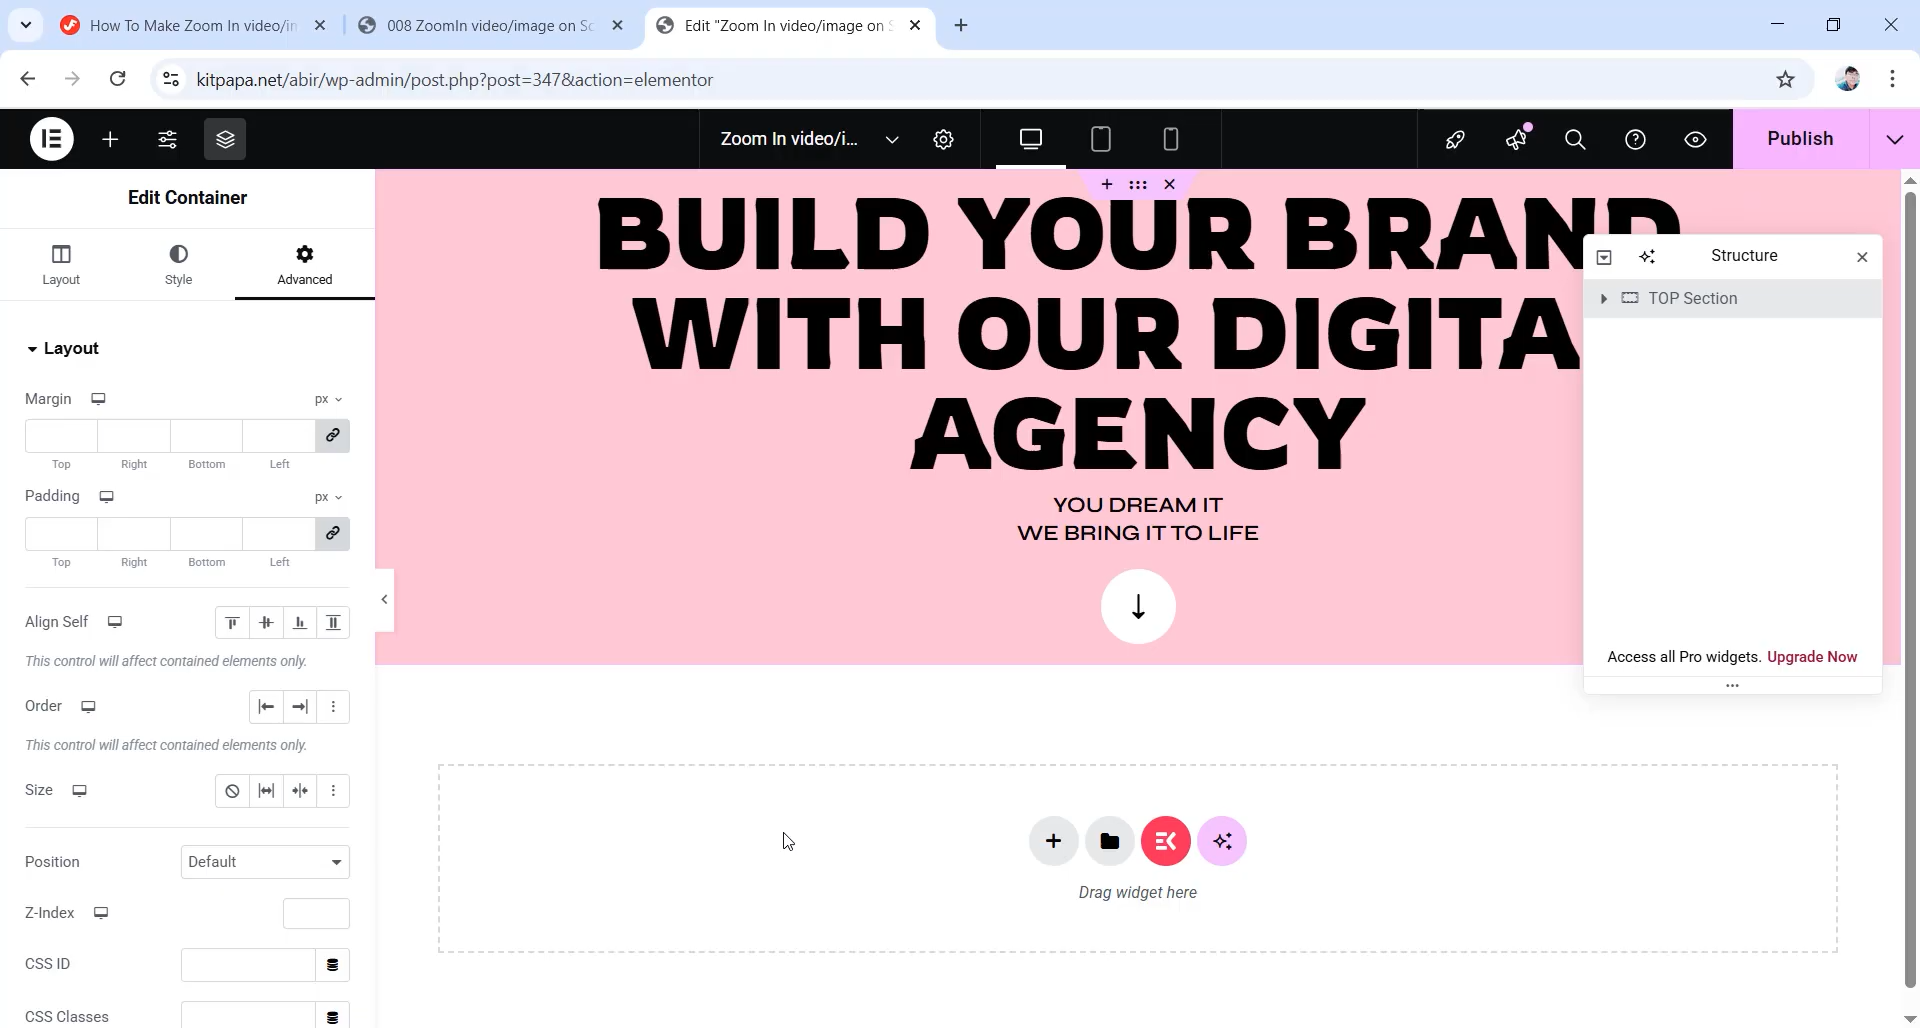 How To Make Zoom In video/in
008 ZoomIn video/image on Sc
Edit "Zoom In video/image on S
kitpapa.net/abir/wp-admin/post.php?post=347&action=elementor
Zoom In video/i...
Publish
Edit Container
Layout
Style
Advanced
Layout
Margin
px
Top
Right
Bottom
Left
Padding
px
Top
Right
Bottom
Left
Align Self
This control will affect contained elements only.
Order
This control will affect contained elements only.
Size
Position
Default
Z-Index
CSS ID
CSS Classes
BUILD YOUR BRAND
WITH OUR DIGITA
AGENCY
YOU DREAM IT
WE BRING IT TO LIFE
Drag widget here
Structure
TOP Section
Access all Pro widgets. Upgrade Now